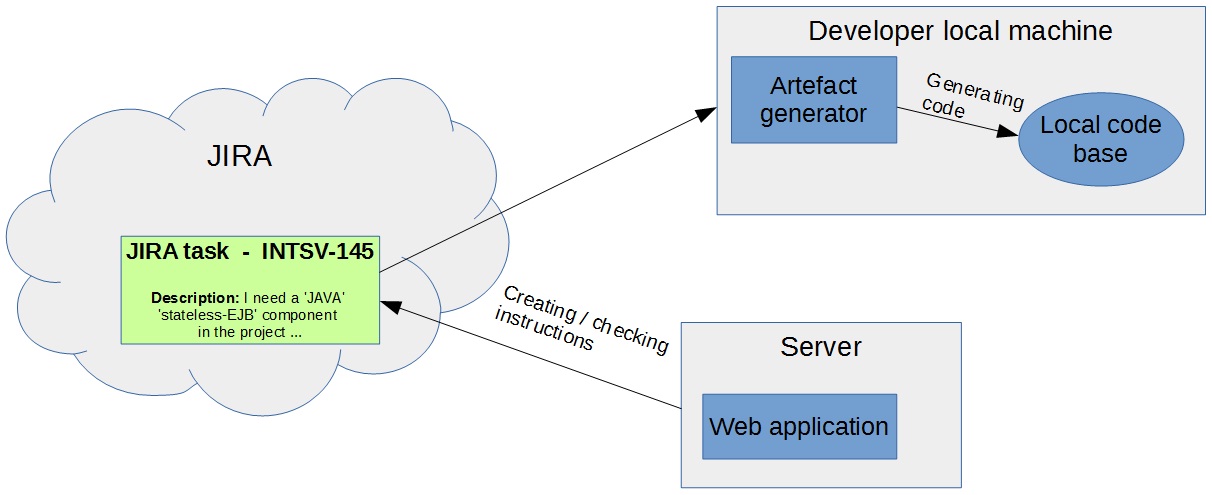 Developer local machine
Artefact
generator
Generating
code
Local code
base
JIRA
JIRA task - INTSV-145
Description: I need a 'JAVA'
'stateless-EJB' component
in the project ...
Creating / checking
instructions
Server
Web application